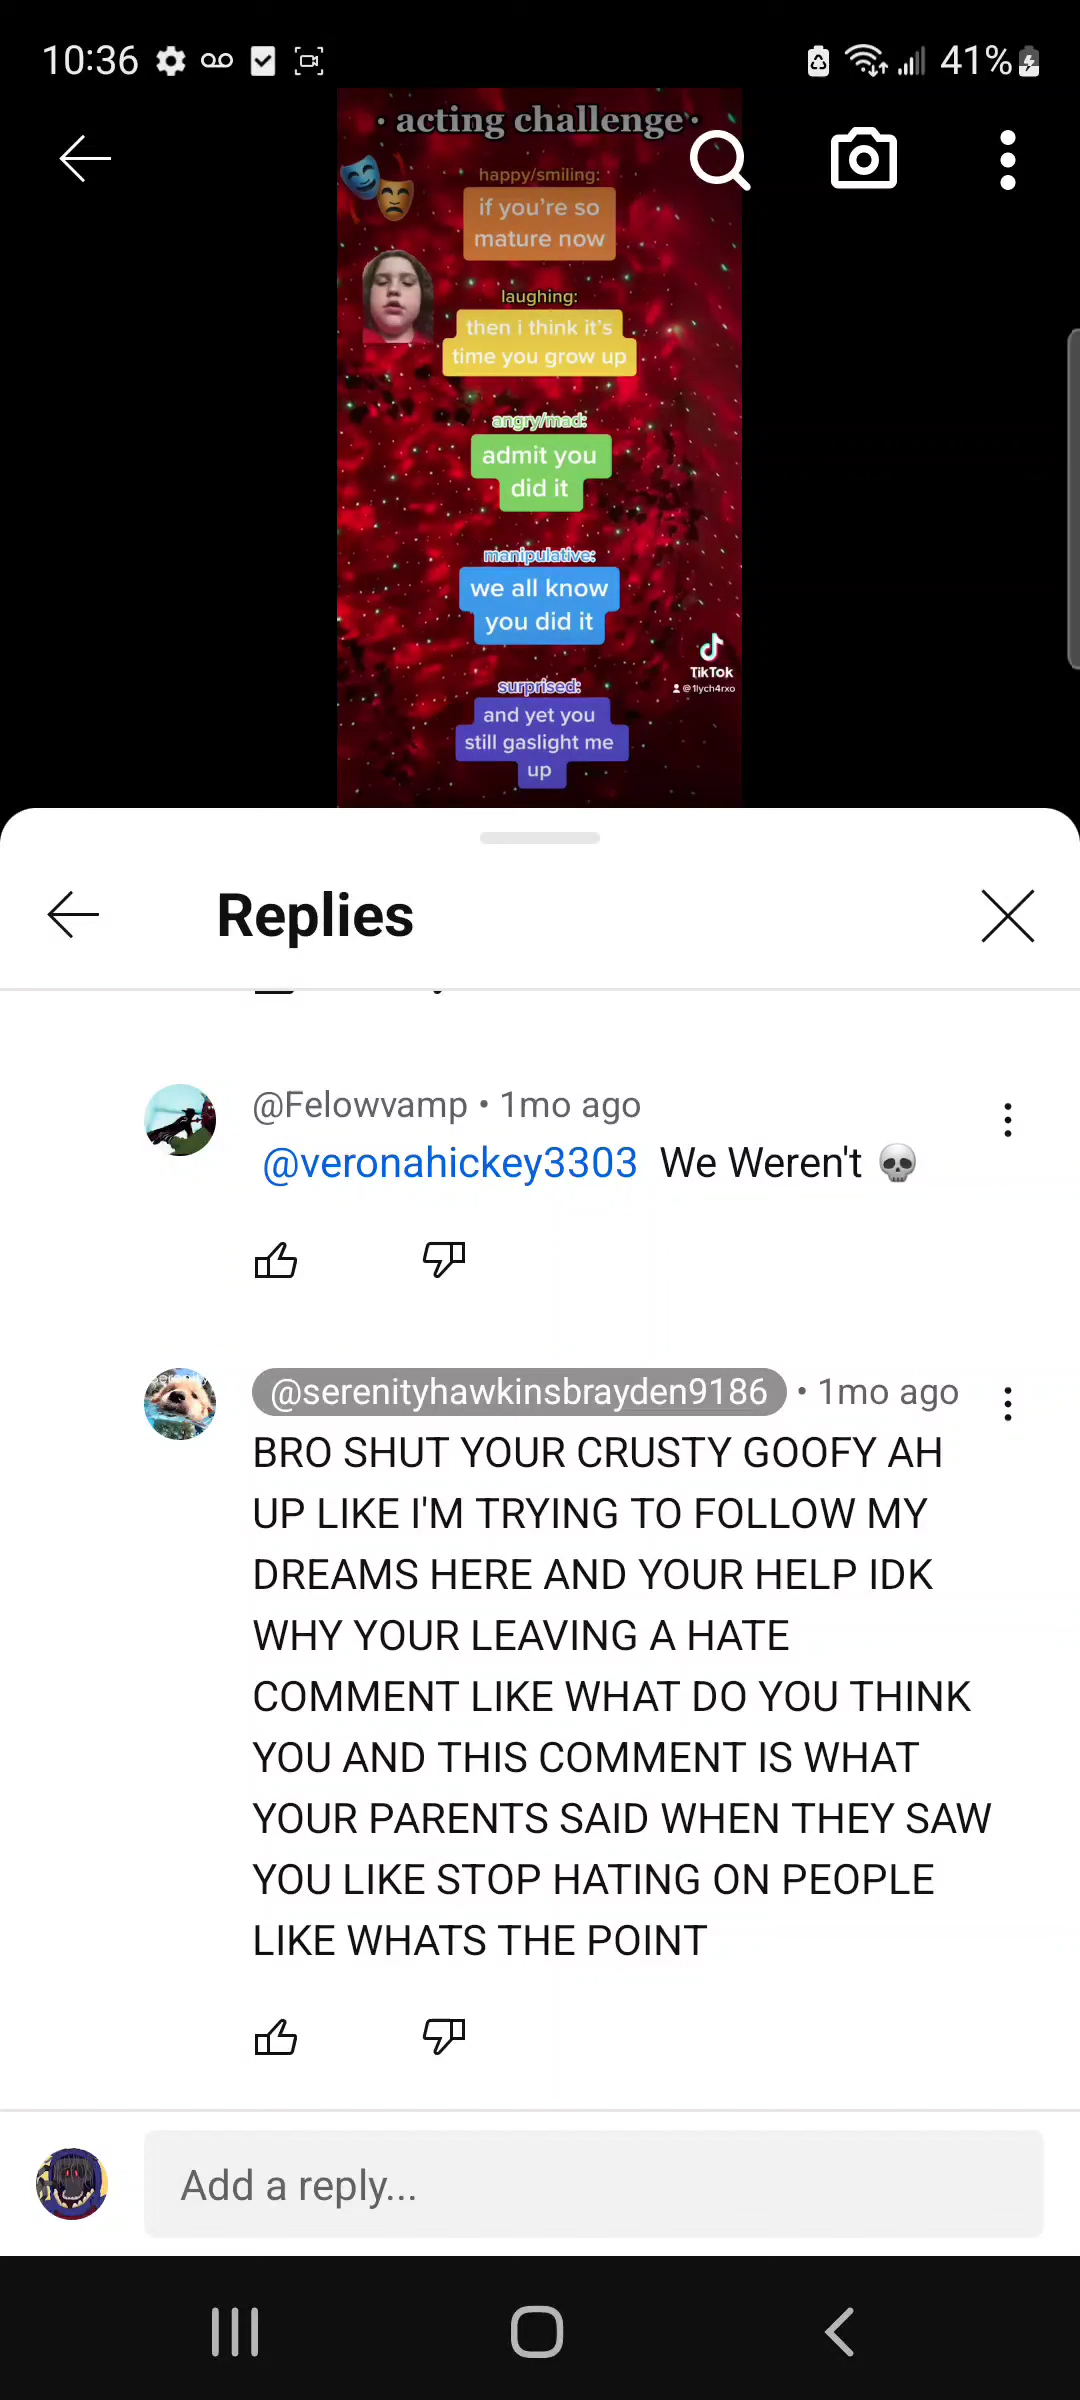 10:36
41%
· acting challenge ·
happy/smiling:
if you're so
mature now
laughing:
then i think it's
time you grow up
angry/mad:
admit you
did it
manipulative:
we all know
you did it
TikTok
@1lych4rxo
surprised:
and yet you
still gaslight me
up
Replies
@Felowvamp • 1mo ago
@veronahickey3303 We Weren't 💀
@serenityhawkinsbrayden9186 • 1mo ago
BRO SHUT YOUR CRUSTY GOOFY AH
UP LIKE I'M TRYING TO FOLLOW MY
DREAMS HERE AND YOUR HELP IDK
WHY YOUR LEAVING A HATE
COMMENT LIKE WHAT DO YOU THINK
YOU AND THIS COMMENT IS WHAT
YOUR PARENTS SAID WHEN THEY SAW
YOU LIKE STOP HATING ON PEOPLE
LIKE WHATS THE POINT
Add a reply...